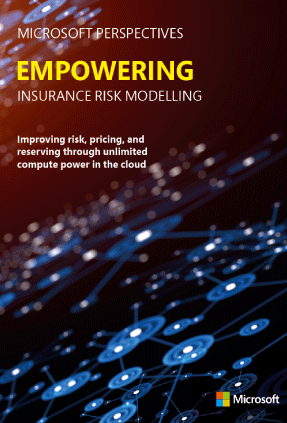 MICROSOFT PERSPECTIVES
EMPOWERING
INSURANCE RISK MODELLING
Improving risk, pricing, and
reserving through unlimited
compute power in the cloud
Microsoft